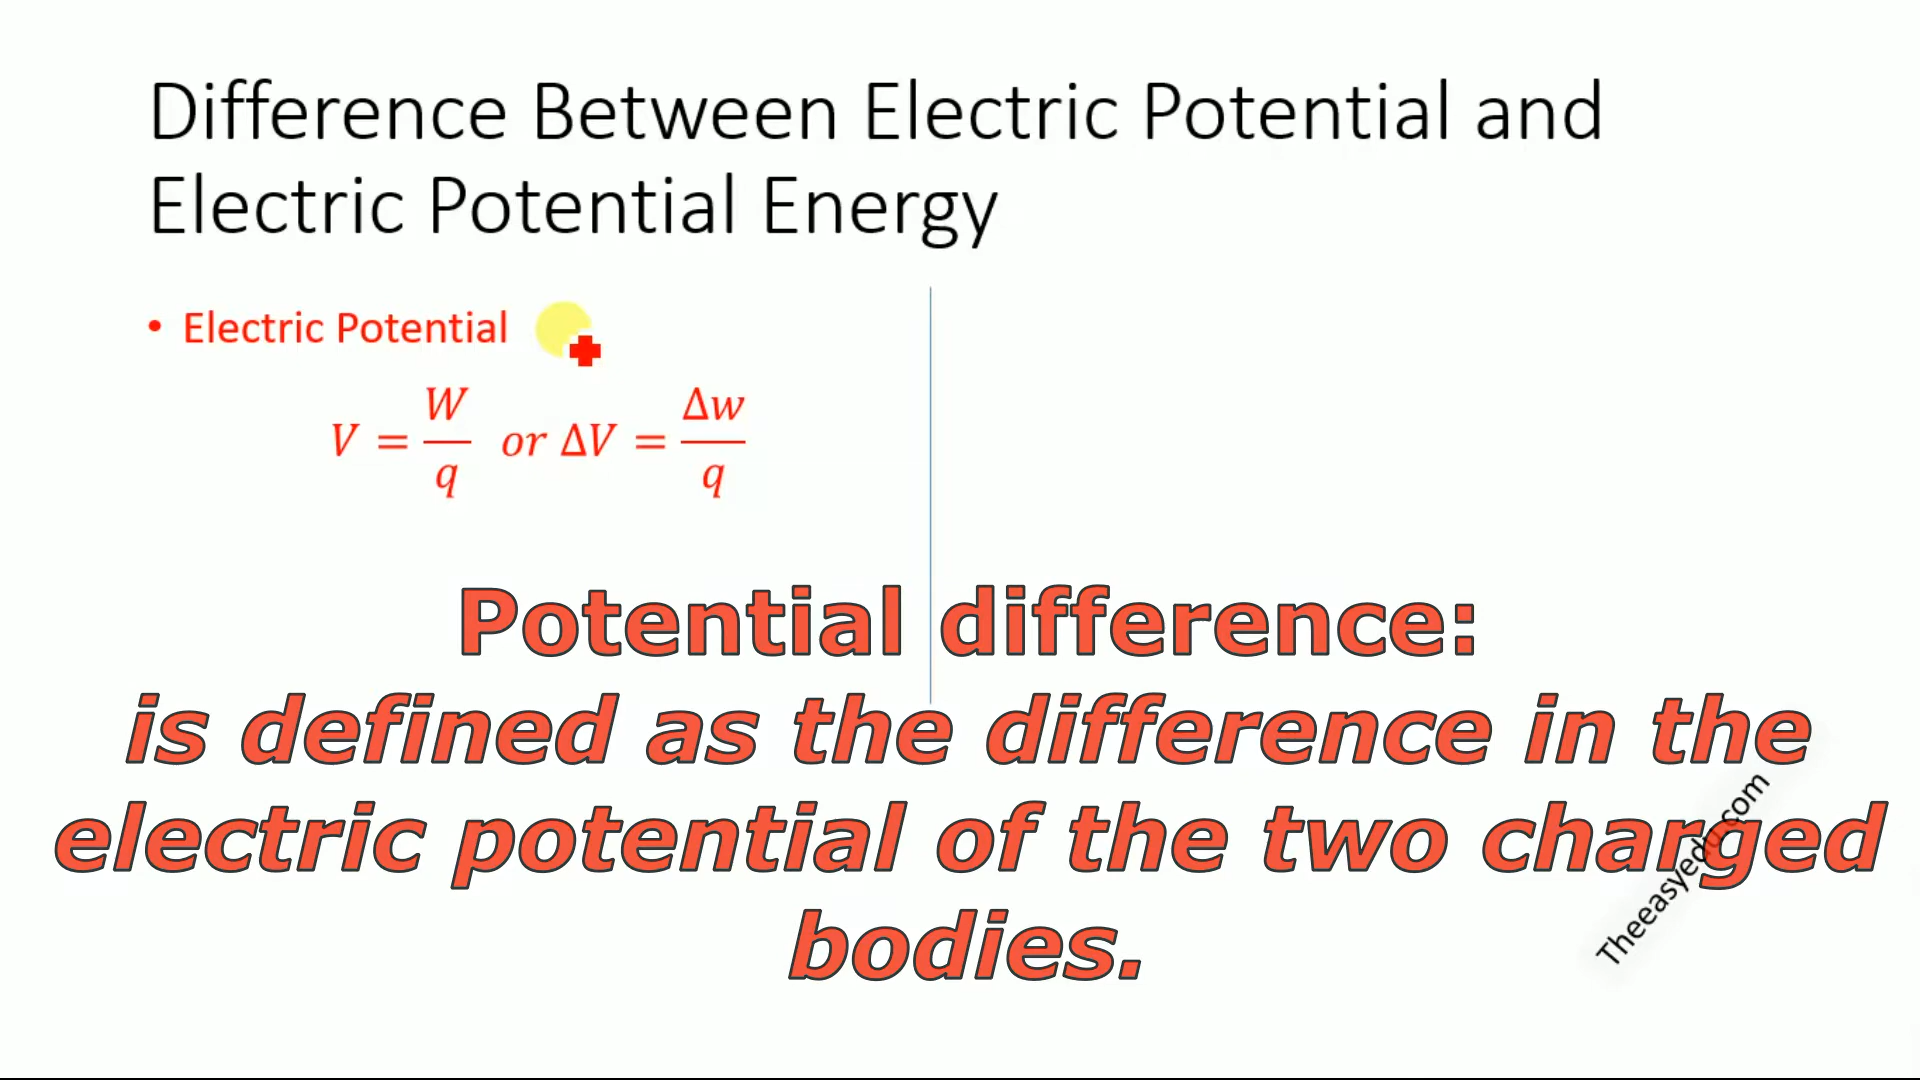 Difference Between Electric Potential and
Electric Potential Energy
• Electric Potential
V = W/q or ΔV = Δw/q
Potential difference:
is defined as the difference in the
electric potential of the two charged
bodies.
Theeasyedu.com